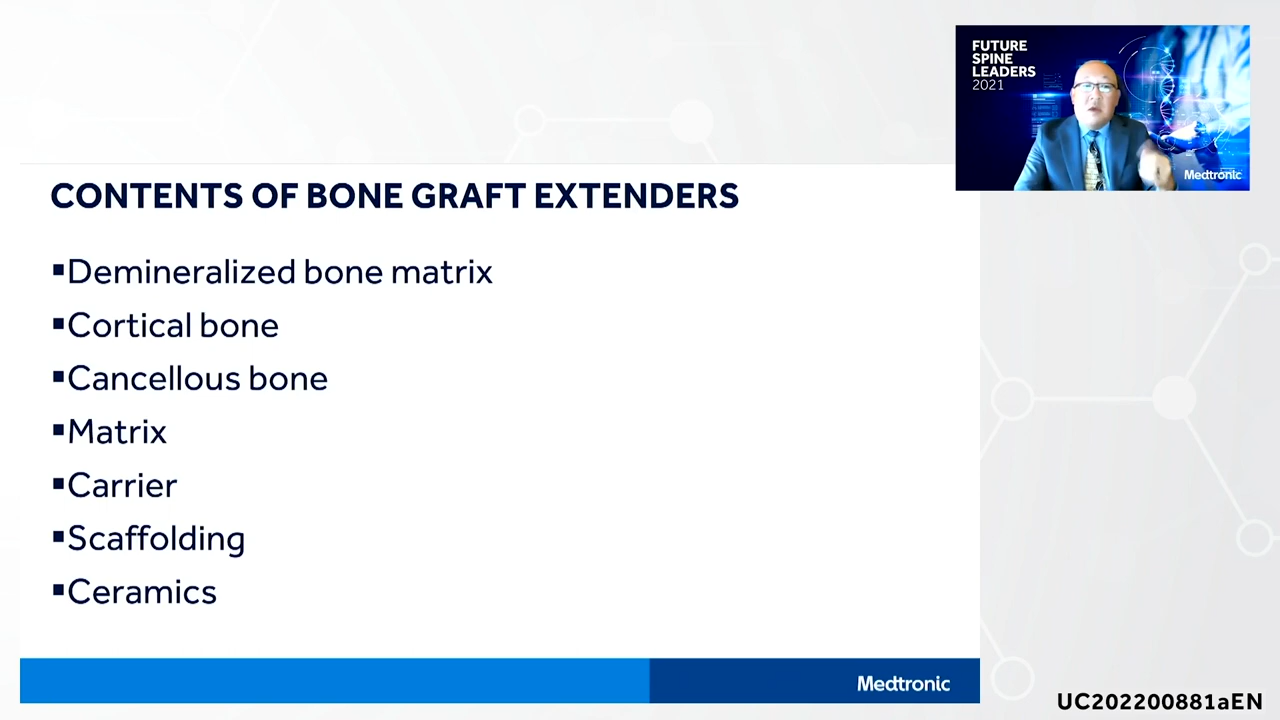 FUTURE
SPINE
LEADERS
2021
Medtronic
CONTENTS OF BONE GRAFT EXTENDERS
▪Demineralized bone matrix
▪Cortical bone
▪Cancellous bone
▪Matrix
▪Carrier
▪Scaffolding
▪Ceramics
Medtronic
UC202200881aEN